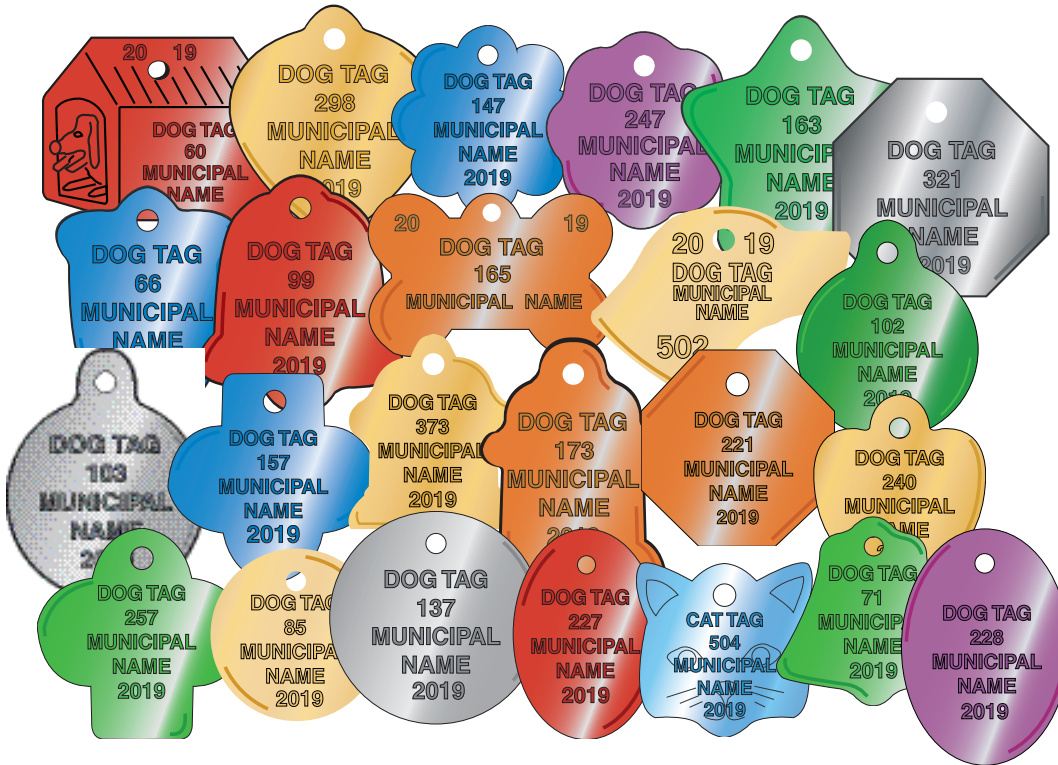 20 19
DOG TAG
60
MUNICIPAL
NAME
DOG TAG
298
MUNICIPAL
NAME
2019
DOG TAG
147
MUNICIPAL
NAME
2019
DOG TAG
247
MUNICIPAL
NAME
2019
DOG TAG
163
MUNICIPAL
NAME
2019
DOG TAG
321
MUNICIPAL
NAME
2019
DOG TAG
66
MUNICIPAL
NAME
DOG TAG
99
MUNICIPAL
NAME
2019
20 19
DOG TAG
165
MUNICIPAL NAME
20 19
DOG TAG
MUNICIPAL
NAME
502
DOG TAG
102
MUNICIPAL
NAME
2019
DOG TAG
103
MUNICIPAL
NAME
DOG TAG
157
MUNICIPAL
NAME
2019
DOG TAG
373
MUNICIPAL
NAME
2019
DOG TAG
173
MUNICIPAL
NAME
2019
DOG TAG
221
MUNICIPAL
NAME
2019
DOG TAG
240
MUNICIPAL
NAME
DOG TAG
257
MUNICIPAL
NAME
2019
DOG TAG
85
MUNICIPAL
NAME
2019
DOG TAG
137
MUNICIPAL
NAME
2019
DOG TAG
227
MUNICIPAL
NAME
2019
CAT TAG
504
MUNICIPAL
NAME
2019
DOG TAG
71
MUNICIPAL
NAME
2019
DOG TAG
228
MUNICIPAL
NAME
2019